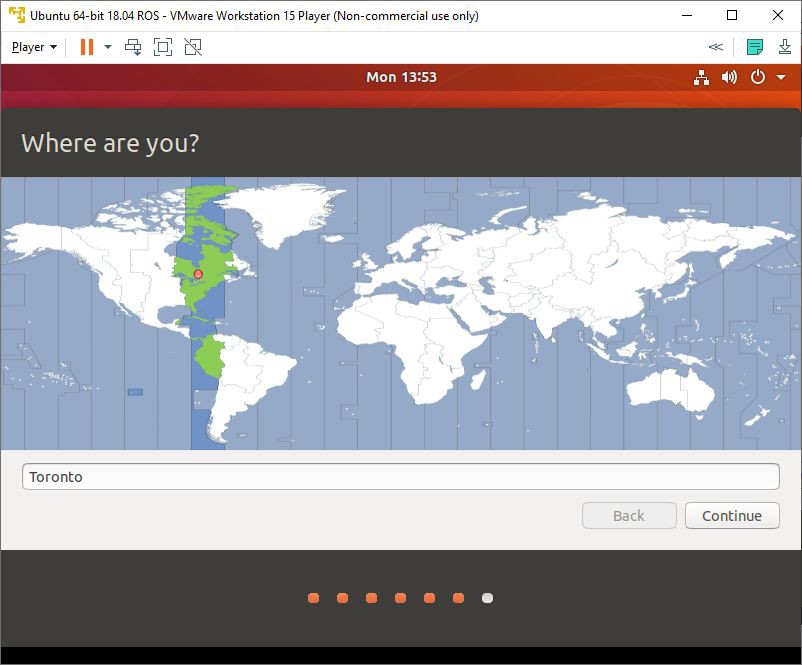 Ubuntu 64-bit 18.04 ROS - VMware Workstation 15 Player (Non-commercial use only)
Player
Mon 13:53
Where are you?
Toronto
Back Continue